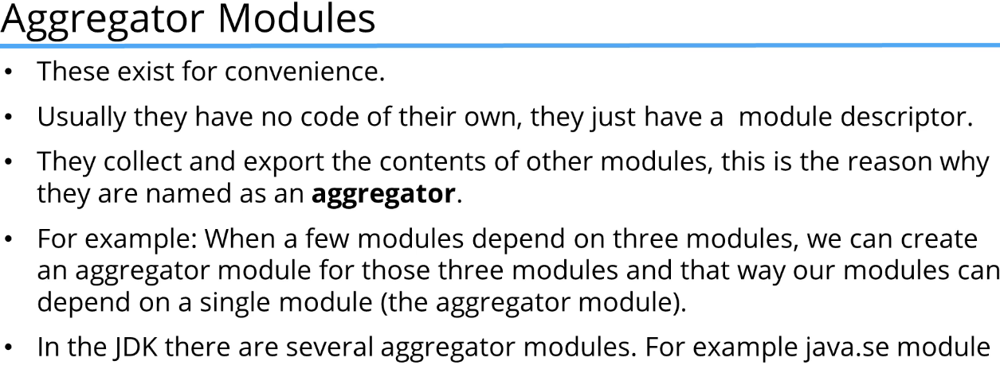 Aggregator Modules
• These exist for convenience.
• Usually they have no code of their own, they just have a  module descriptor.
• They collect and export the contents of other modules, this is the reason why
they are named as an aggregator.
• For example: When a few modules depend on three modules, we can create
an aggregator module for those three modules and that way our modules can
depend on a single module (the aggregator module).
• In the JDK there are several aggregator modules. For example java.se module